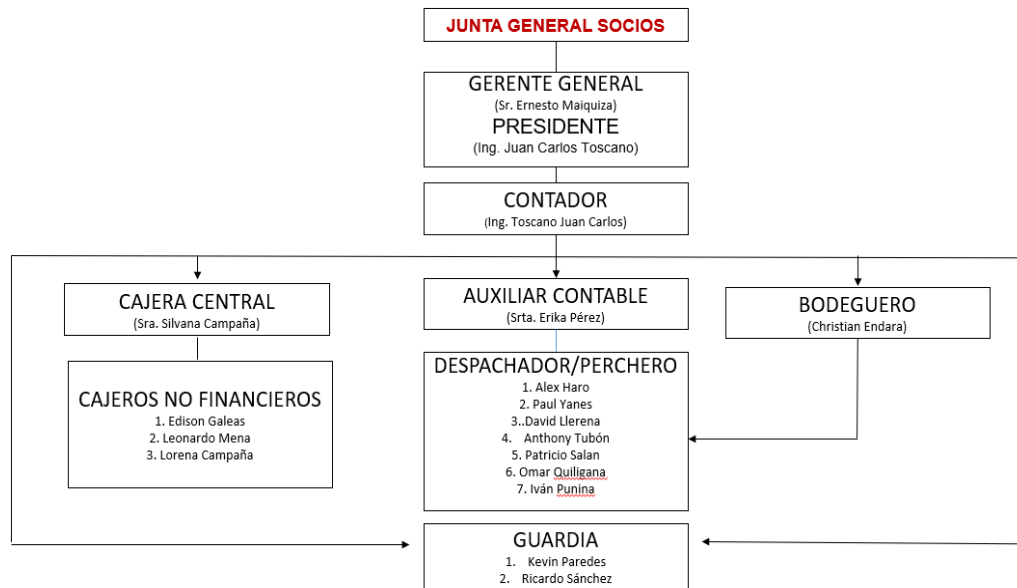 JUNTA GENERAL SOCIOS
GERENTE GENERAL
(Sr. Ernesto Maiquiza)
PRESIDENTE
(Ing. Juan Carlos Toscano)
CONTADOR
(Ing. Toscano Juan Carlos)
CAJERA CENTRAL
(Sra. Silvana Campaña)
AUXILIAR CONTABLE
(Srta. Erika Pérez)
BODEGUERO
(Christian Endara)
CAJEROS NO FINANCIEROS
1. Edison Galeas
2. Leonardo Mena
3. Lorena Campaña
DESPACHADOR/PERCHERO
1. Alex Haro
2. Paul Yanes
3..David Llerena
4. Anthony Tubón
5. Patricio Salan
6. Omar Quiligana
7. Iván Punina
GUARDIA
1. Kevin Paredes
2. Ricardo Sánchez